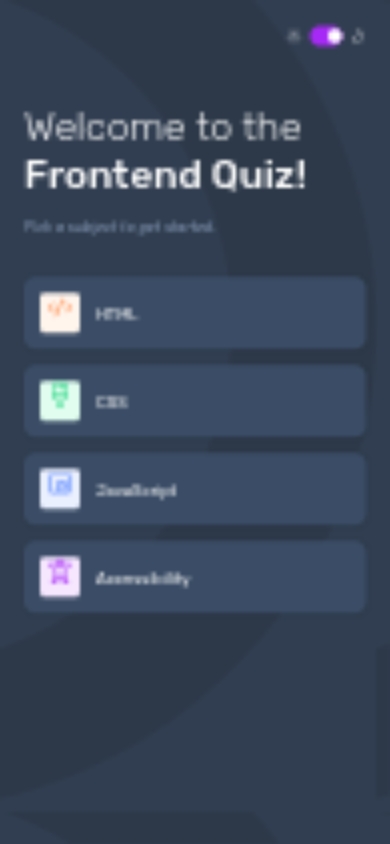 Welcome to the
Frontend Quiz!
Pick a subject to get started.
HTML
CSS
JavaScript
Accessibility